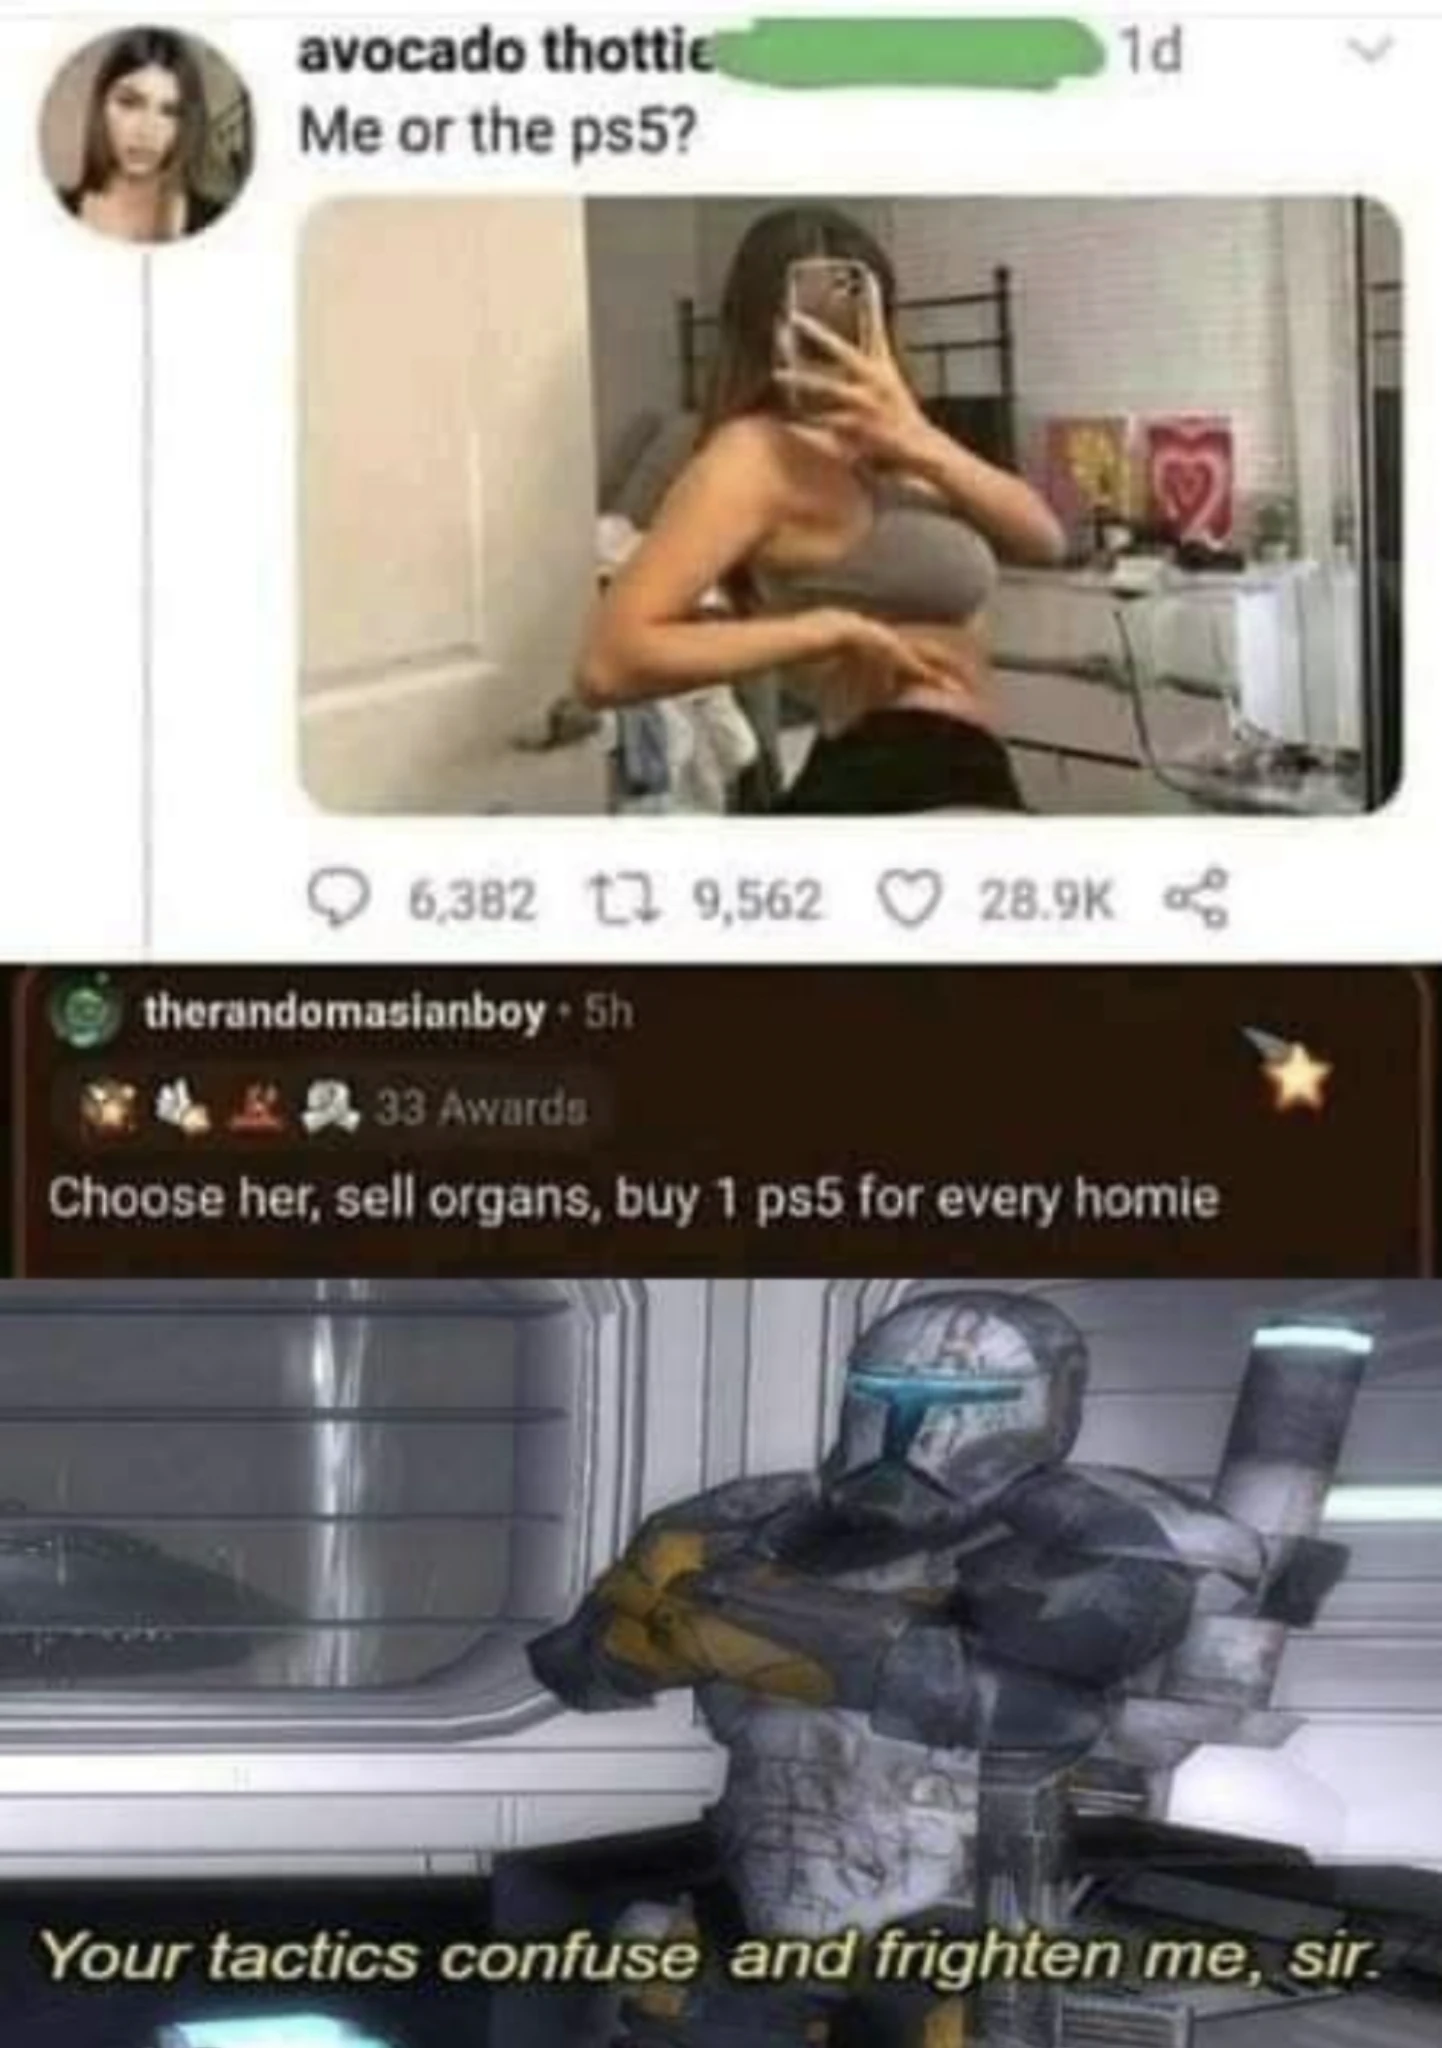 avocado thottie 1d
Me or the ps5?
6,382 9,562 28.9K
therandomasianboy • 5h
33 Awards
Choose her, sell organs, buy 1 ps5 for every homie
Your tactics confuse and frighten me, sir.